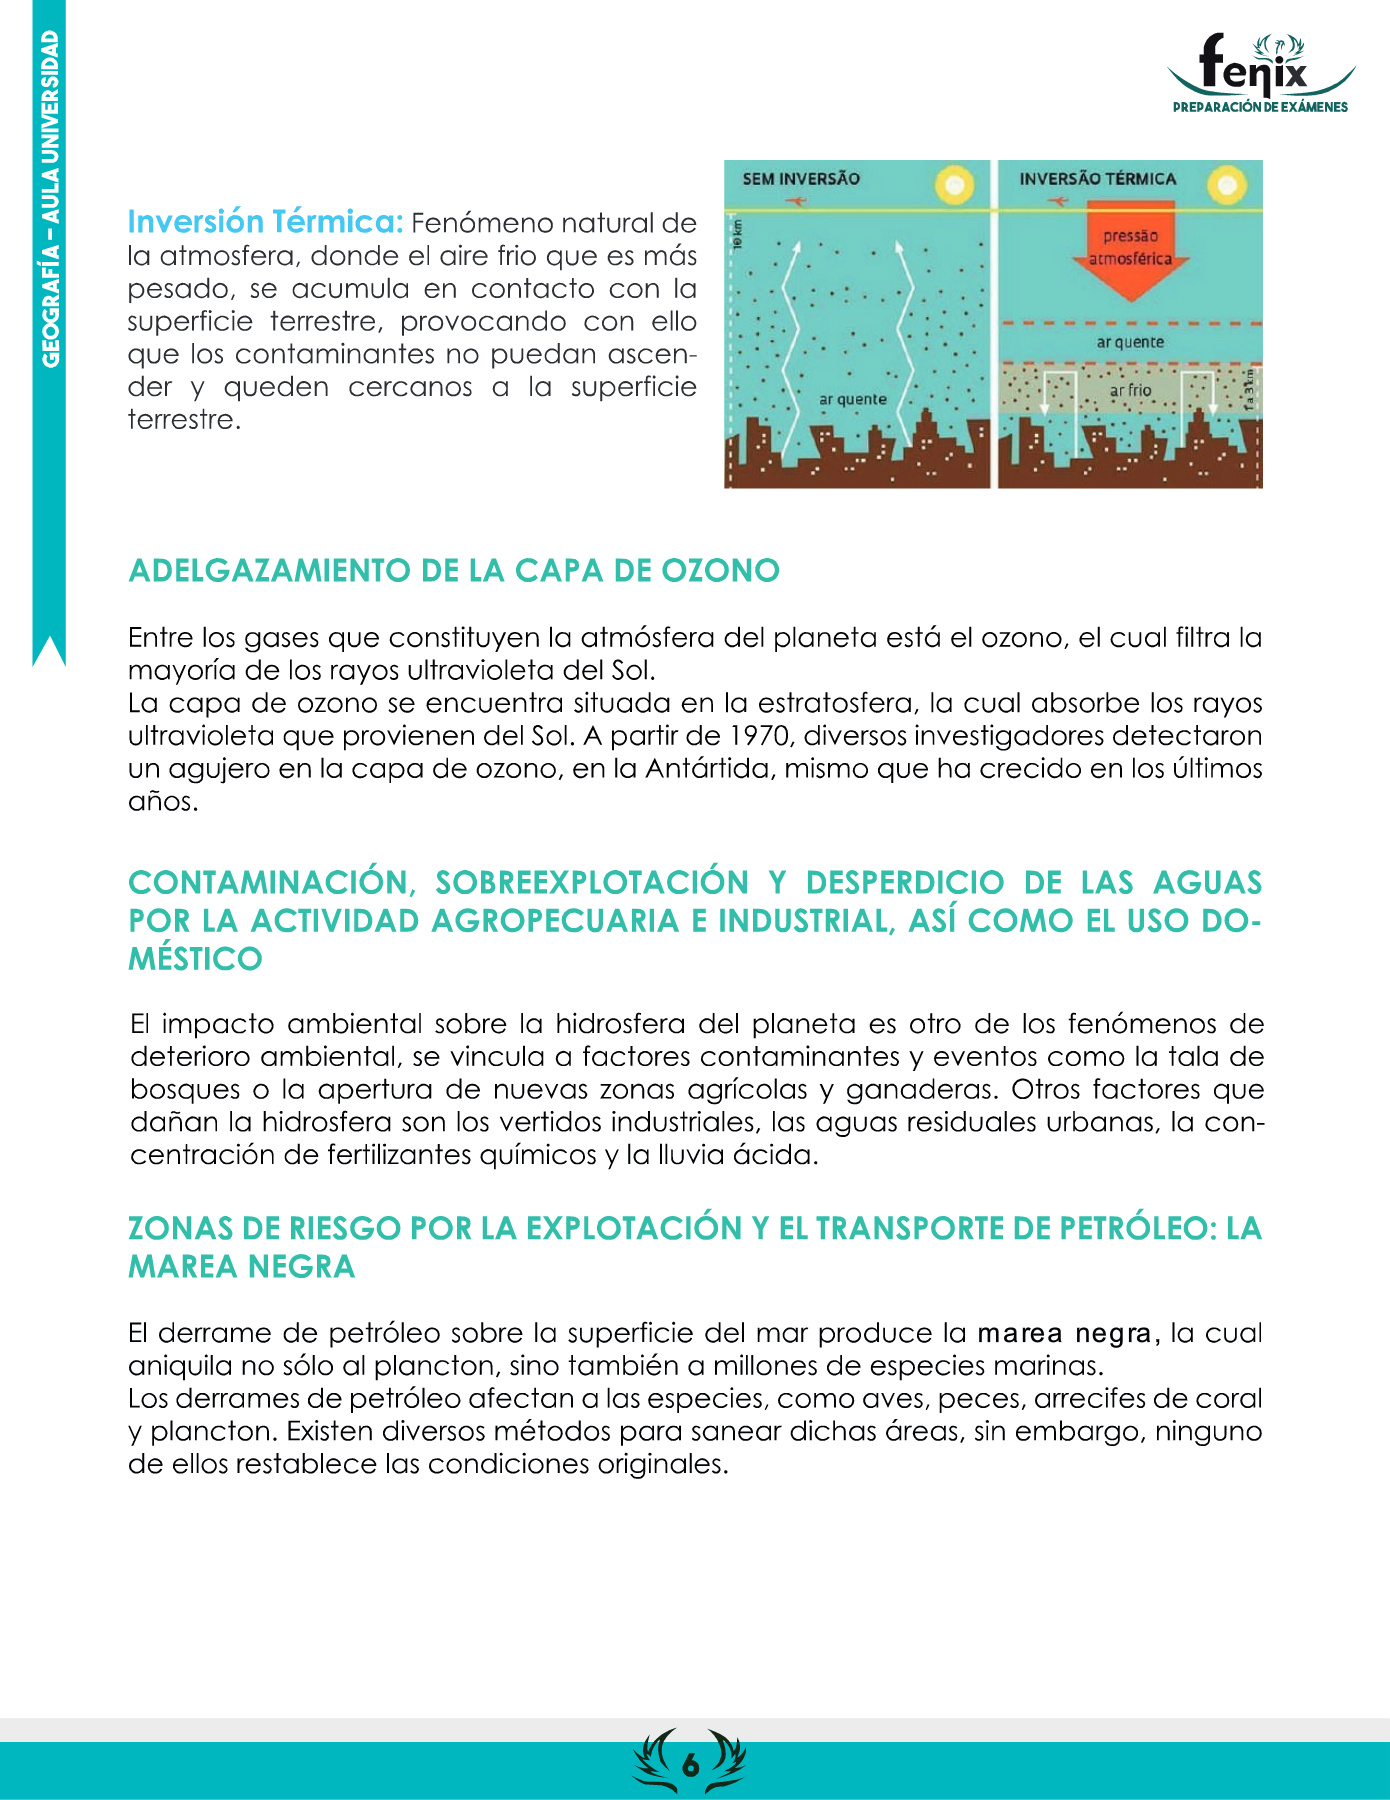 GEOGRAFÍA – AULA UNIVERSIDAD
fenix
PREPARACIÓN DE EXÁMENES
Inversión Térmica: Fenómeno natural de
la atmosfera, donde el aire frio que es más
pesado, se acumula en contacto con la
superficie terrestre, provocando con ello
que los contaminantes no puedan ascen-
der y queden cercanos a la superficie
terrestre.
SEM INVERSÃO
10 km
ar quente
INVERSÃO TÉRMICA
pressão
atmosférica
ar quente
ar frio
1 a 3 km
ADELGAZAMIENTO DE LA CAPA DE OZONO
Entre los gases que constituyen la atmósfera del planeta está el ozono, el cual filtra la
mayoría de los rayos ultravioleta del Sol.
La capa de ozono se encuentra situada en la estratosfera, la cual absorbe los rayos
ultravioleta que provienen del Sol. A partir de 1970, diversos investigadores detectaron
un agujero en la capa de ozono, en la Antártida, mismo que ha crecido en los últimos
años.
CONTAMINACIÓN, SOBREEXPLOTACIÓN Y DESPERDICIO DE LAS AGUAS
POR LA ACTIVIDAD AGROPECUARIA E INDUSTRIAL, ASÍ COMO EL USO DO-
MÉSTICO
El impacto ambiental sobre la hidrosfera del planeta es otro de los fenómenos de
deterioro ambiental, se vincula a factores contaminantes y eventos como la tala de
bosques o la apertura de nuevas zonas agrícolas y ganaderas. Otros factores que
dañan la hidrosfera son los vertidos industriales, las aguas residuales urbanas, la con-
centración de fertilizantes químicos y la lluvia ácida.
ZONAS DE RIESGO POR LA EXPLOTACIÓN Y EL TRANSPORTE DE PETRÓLEO: LA
MAREA NEGRA
El derrame de petróleo sobre la superficie del mar produce la marea negra, la cual
aniquila no sólo al plancton, sino también a millones de especies marinas.
Los derrames de petróleo afectan a las especies, como aves, peces, arrecifes de coral
y plancton. Existen diversos métodos para sanear dichas áreas, sin embargo, ninguno
de ellos restablece las condiciones originales.
6